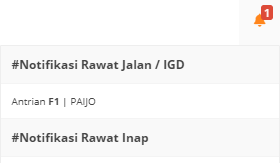 1
#Notifikasi Rawat Jalan / IGD
Antrian F1 | PAIJO
#Notifikasi Rawat Inap